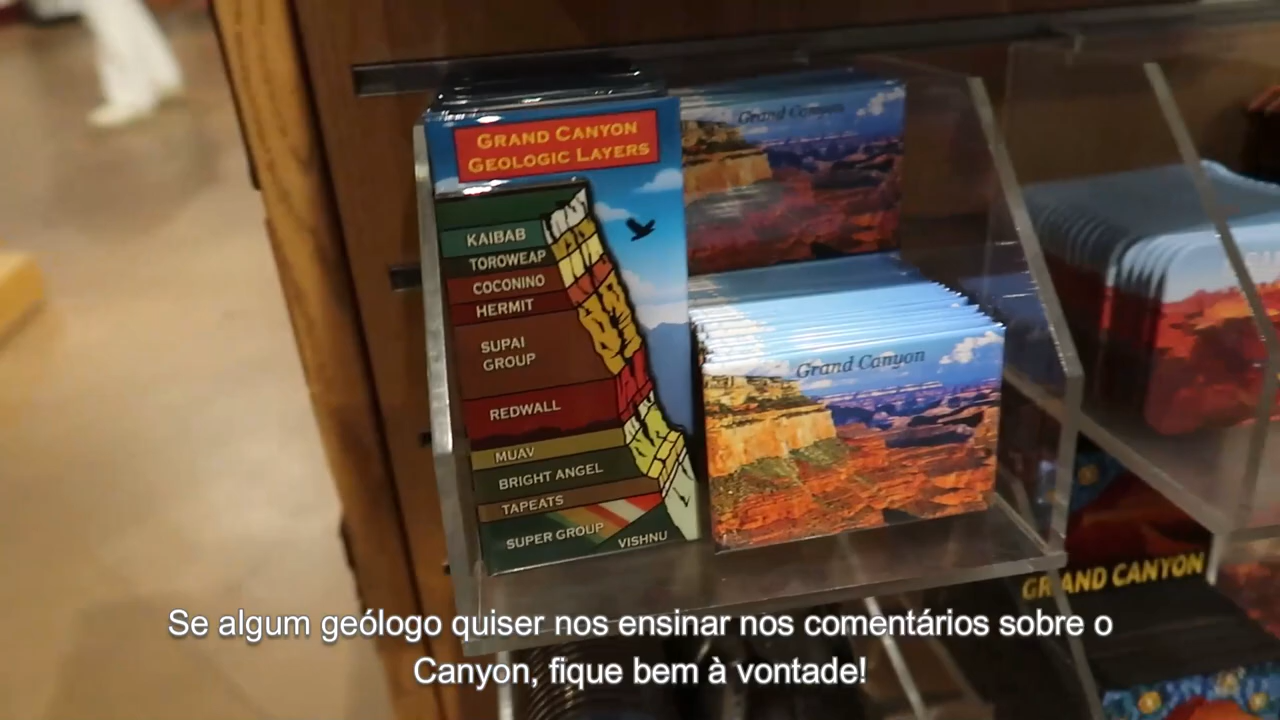 GRAND CANYON
GEOLOGIC LAYERS
KAIBAB
TOROWEAP
COCONINO
HERMIT
SUPAI
GROUP
REDWALL
MUAV
BRIGHT ANGEL
TAPEATS
SUPER GROUP
VISHNU
Grand Canyon
Grand Canyon
GRAND CANYON
Se algum geólogo quiser nos ensinar nos comentários sobre o
Canyon, fique bem à vontade!